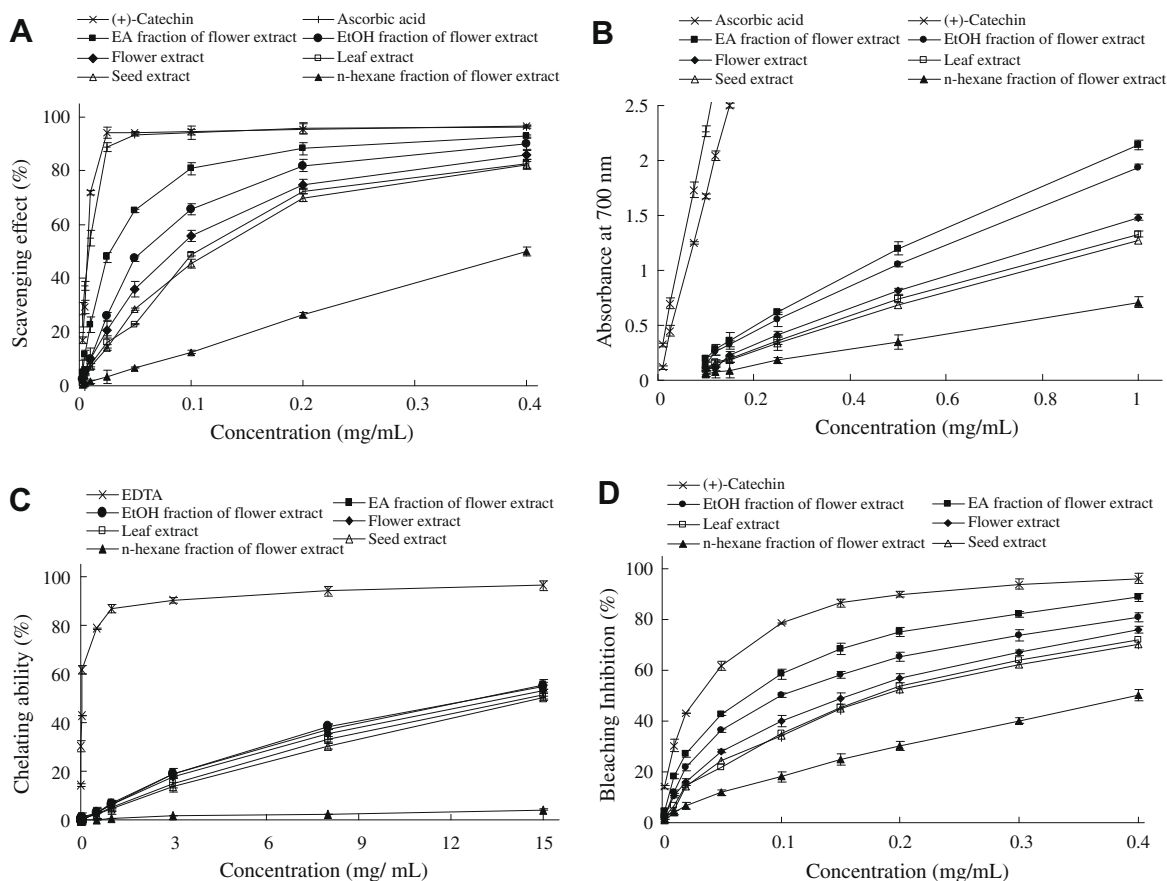 A
(+)-Catechin
Ascorbic acid
EA fraction of flower extract
EtOH fraction of flower extract
Flower extract
Leaf extract
Seed extract
n-hexane fraction of flower extract
100
80
60
40
20
0
Scavenging effect (%)
0 0.1 0.2 0.3 0.4
Concentration (mg/mL)
B
Ascorbic acid
(+)-Catechin
EA fraction of flower extract
EtOH fraction of flower extract
Flower extract
Leaf extract
Seed extract
n-hexane fraction of flower extract
2.5
2
1.5
1
0.5
0
Absorbance at 700 nm
0 0.2 0.4 0.6 0.8 1
Concentration (mg/mL)
C
EDTA
EA fraction of flower extract
EtOH fraction of flower extract
Flower extract
Leaf extract
Seed extract
n-hexane fraction of flower extract
100
80
60
40
20
0
Chelating ability (%)
0 3 6 9 12 15
Concentration (mg/ mL)
D
(+)-Catechin
EtOH fraction of flower extract
EA fraction of flower extract
Leaf extract
Flower extract
n-hexane fraction of flower extract
Seed extract
100
80
60
40
20
0
Bleaching Inhibition (%)
0 0.1 0.2 0.3 0.4
Concentration (mg/mL)